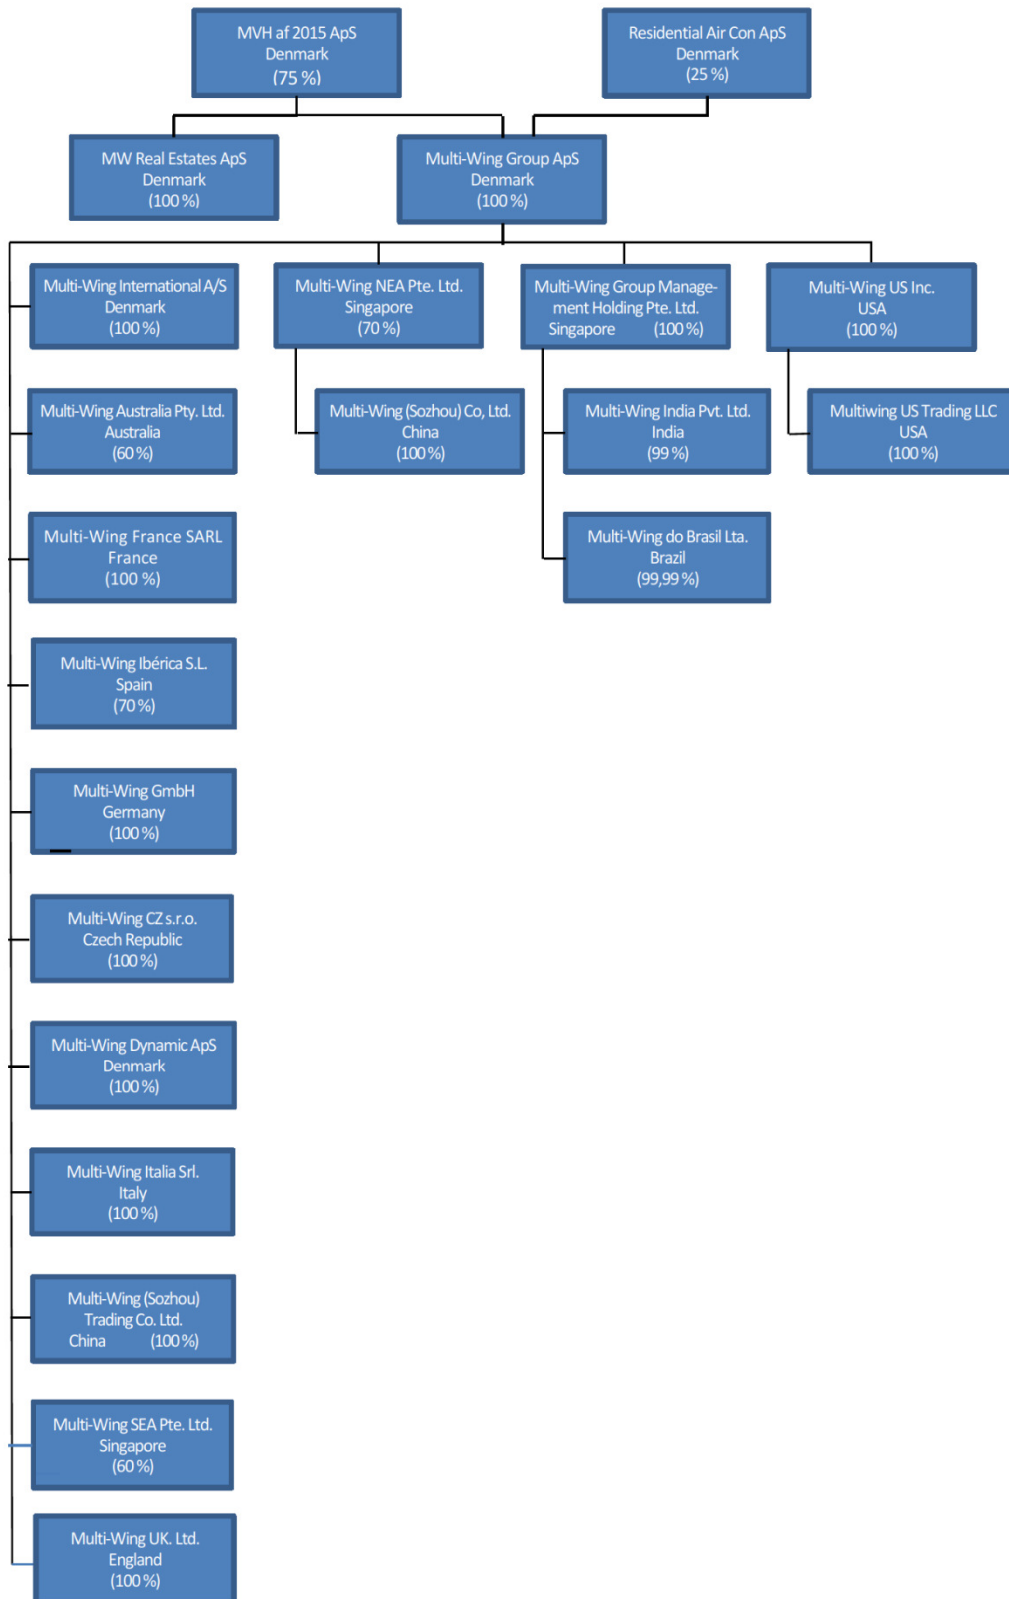 MVH af 2015 ApS
Denmark
(75 %)
Residential Air Con ApS
Denmark
(25 %)
MW Real Estates ApS
Denmark
(100 %)
Multi-Wing Group ApS
Denmark
(100 %)
Multi-Wing International A/S
Denmark
(100 %)
Multi-Wing NEA Pte. Ltd.
Singapore
(70 %)
Multi-Wing Group Manage-
ment Holding Pte. Ltd.
Singapore (100 %)
Multi-Wing US Inc.
USA
(100 %)
Multi-Wing Australia Pty. Ltd.
Australia
(60 %)
Multi-Wing (Sozhou) Co, Ltd.
China
(100 %)
Multi-Wing India Pvt. Ltd.
India
(99 %)
Multiwing US Trading LLC
USA
(100 %)
Multi-Wing France SARL
France
(100 %)
Multi-Wing do Brasil Lta.
Brazil
(99,99 %)
Multi-Wing Ibérica S.L.
Spain
(70 %)
Multi-Wing GmbH
Germany
(100 %)
Multi-Wing CZ s.r.o.
Czech Republic
(100 %)
Multi-Wing Dynamic ApS
Denmark
(100 %)
Multi-Wing Italia Srl.
Italy
(100 %)
Multi-Wing (Sozhou)
Trading Co. Ltd.
China (100 %)
Multi-Wing SEA Pte. Ltd.
Singapore
(60 %)
Multi-Wing UK. Ltd.
England
(100 %)